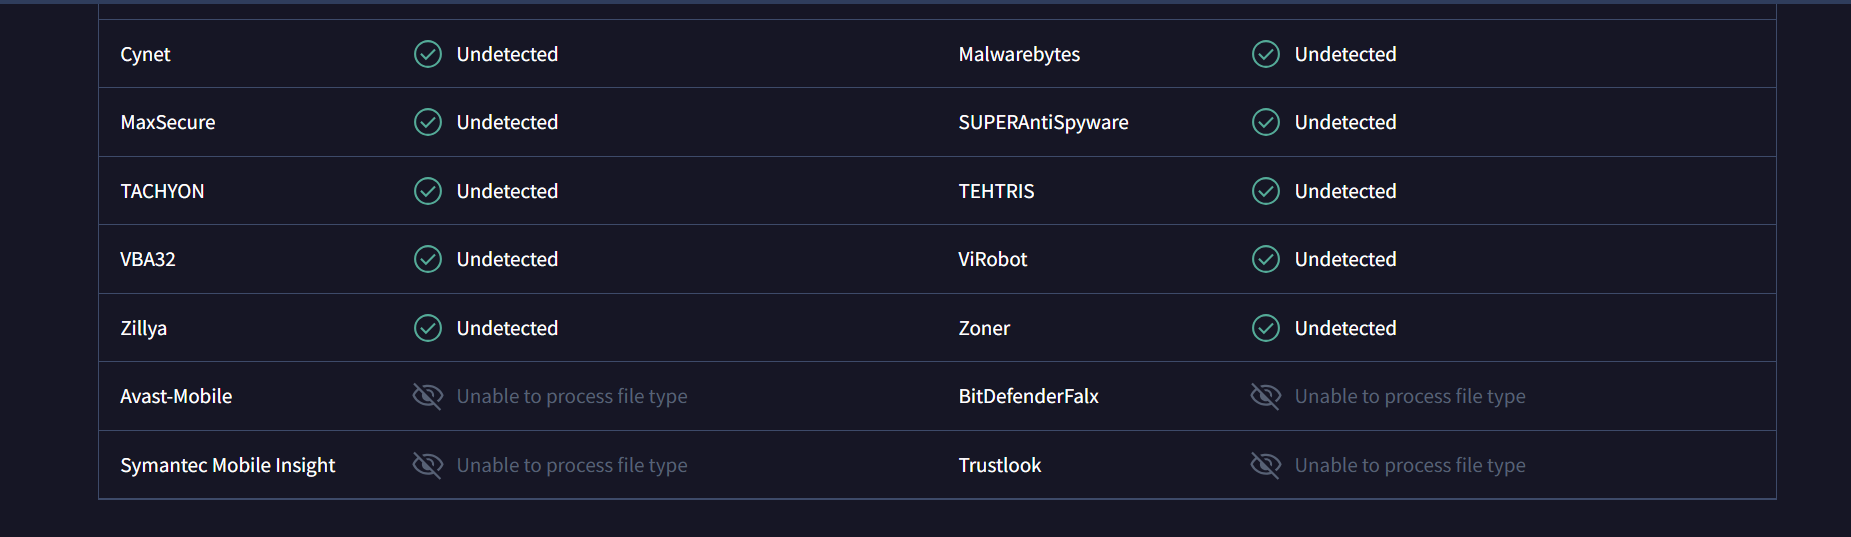 Cynet Undetected Malwarebytes Undetected
MaxSecure Undetected SUPERAntiSpyware Undetected
TACHYON Undetected TEHTRIS Undetected
VBA32 Undetected ViRobot Undetected
Zillya Undetected Zoner Undetected
Avast-Mobile Unable to process file type BitDefenderFalx Unable to process file type
Symantec Mobile Insight Unable to process file type Trustlook Unable to process file type